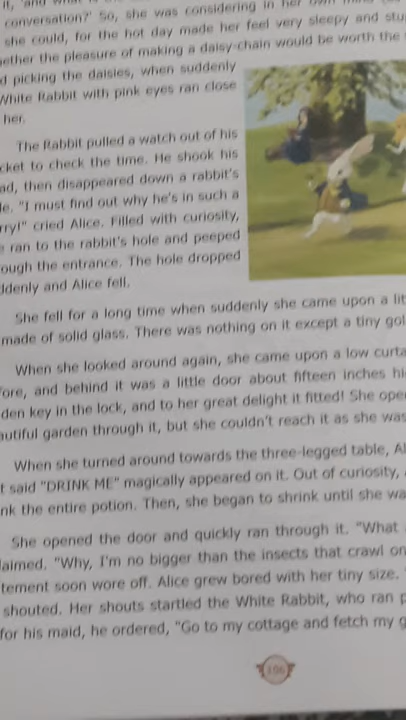 it, 'and what is the
conversation?' So, she was considering in her own mind
she could, for the hot day made her feel very sleepy and stu
ether the pleasure of making a daisy-chain would be worth the
d picking the daisies, when suddenly
White Rabbit with pink eyes ran close
her.
The Rabbit pulled a watch out of his
cket to check the time. He shook his
ad, then disappeared down a rabbit's
le. "I must find out why he's in such a
rry!" cried Alice. Filled with curiosity,
e ran to the rabbit's hole and peeped
ough the entrance. The hole dropped
ddenly and Alice fell.
She fell for a long time when suddenly she came upon a lit
made of solid glass. There was nothing on it except a tiny gol
When she looked around again, she came upon a low curta
fore, and behind it was a little door about fifteen inches hi
den key in the lock, and to her great delight it fitted! She ope
autiful garden through it, but she couldn't reach it as she was
When she turned around towards the three-legged table, Al
t said "DRINK ME" magically appeared on it. Out of curiosity,
nk the entire potion. Then, she began to shrink until she wa
She opened the door and quickly ran through it. "What
laimed. "Why, I'm no bigger than the insects that crawl on
tement soon wore off. Alice grew bored with her tiny size.
shouted. Her shouts startled the White Rabbit, who ran p
for his maid, he ordered, "Go to my cottage and fetch my g
106